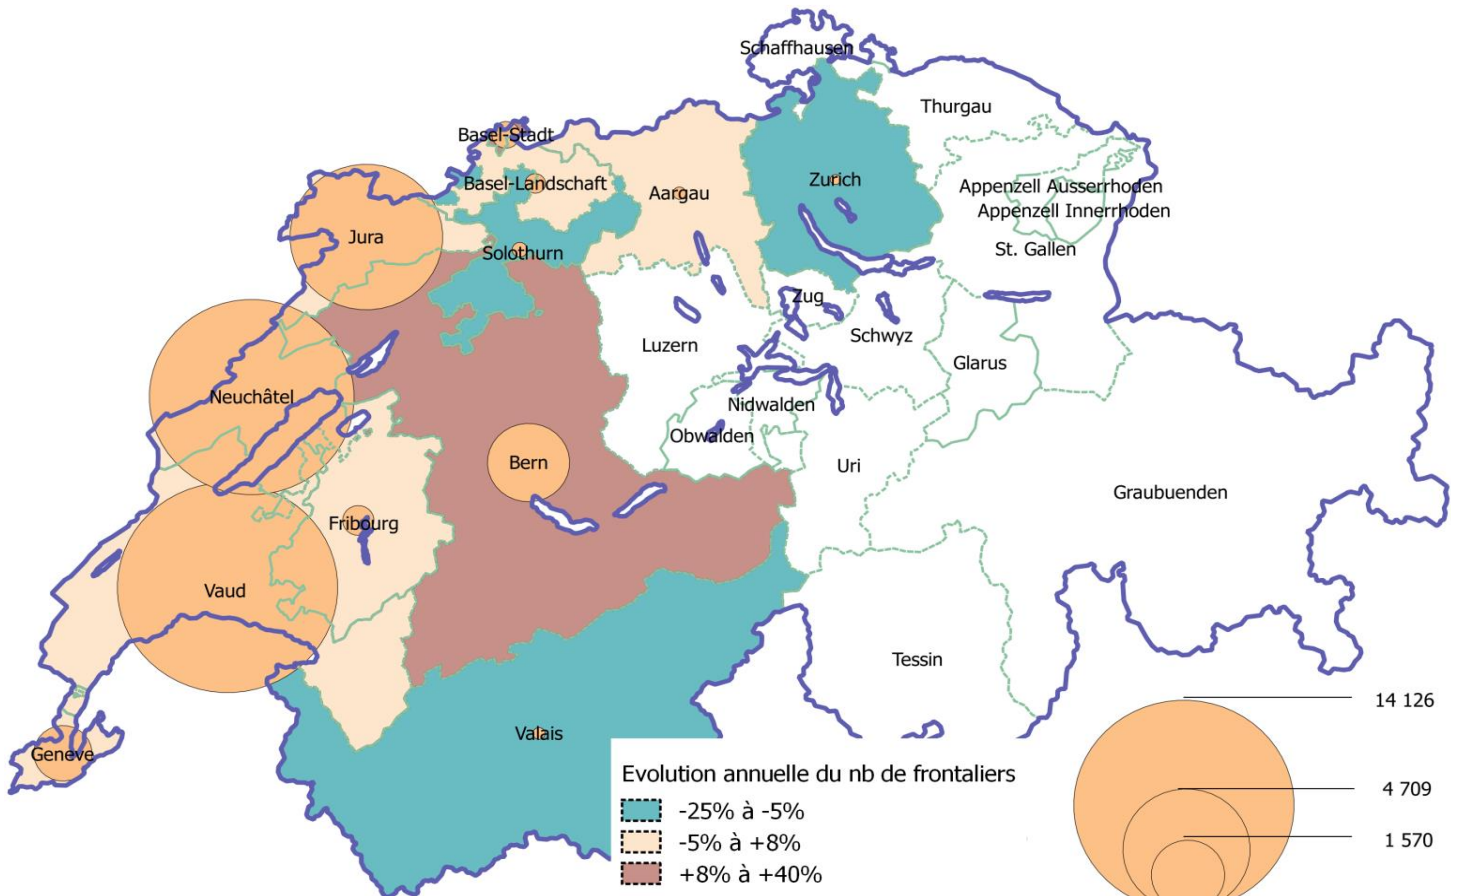 Schaffhausen
Thurgau
Basel-Stadt
Basel-Landschaft
Aargau
Zurich
Appenzell Ausserrhoden
Appenzell Innerrhoden
Jura
Solothurn
St. Gallen
Zug
Luzern
Schwyz
Glarus
Neuchâtel
Nidwalden
Obwalden
Bern
Uri
Graubuenden
Fribourg
Vaud
Tessin
Valais
Genève
Evolution annuelle du nb de frontaliers
-25% à -5%
-5% à +8%
+8% à +40%
14 126
4 709
1 570